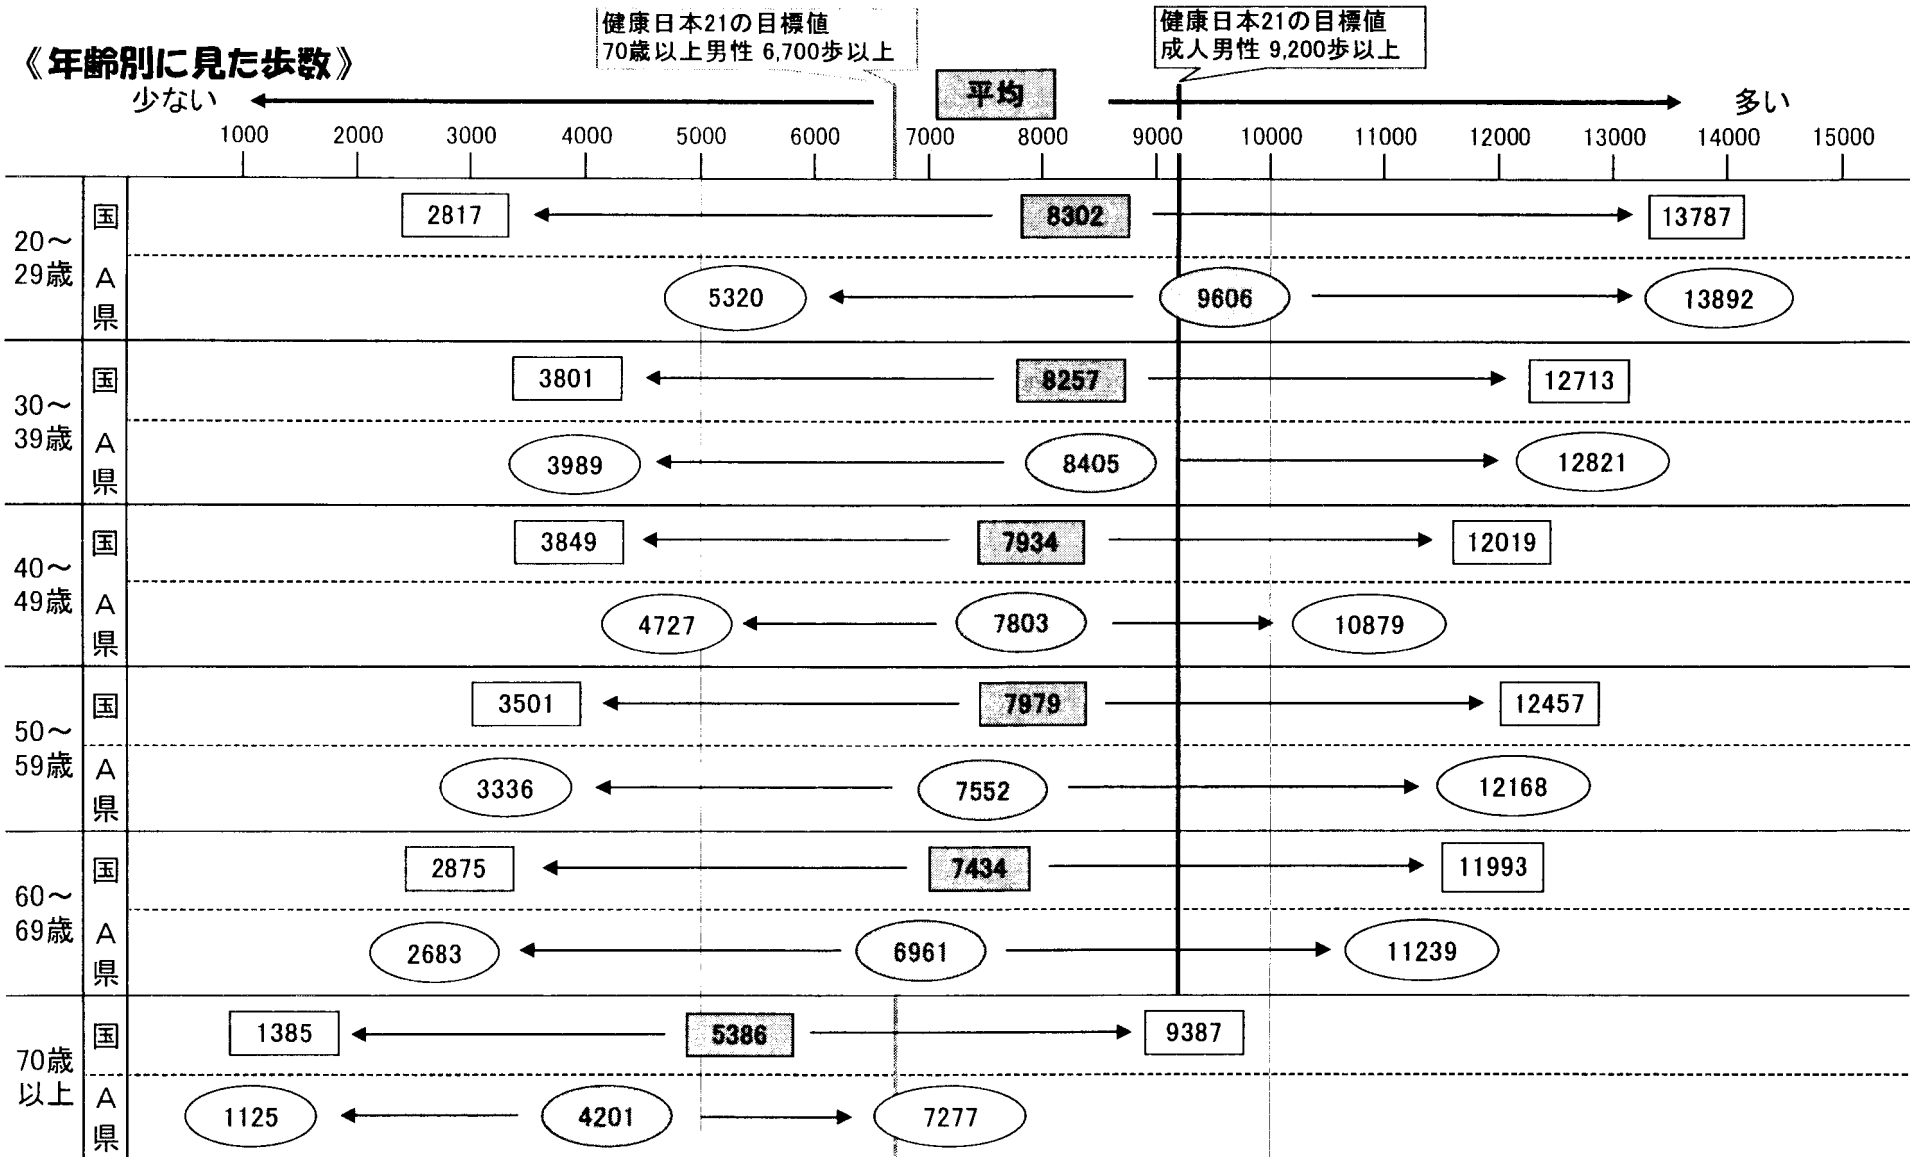 健康日本21の目標値
70歳以上男性 6,700歩以上
健康日本21の目標値
成人男性 9,200歩以上
《年齢別に見た歩数》
少ない
平均
多い
1000 2000 3000 4000 5000 6000 7000 8000 9000 10000 11000 12000 13000 14000 15000
20～
29歳
国
2817 8302 13787
A
県
5320 9606 13892
30～
39歳
国
3801 8257 12713
A
県
3989 8405 12821
40～
49歳
国
3849 7934 12019
A
県
4727 7803 10879
50～
59歳
国
3501 7979 12457
A
県
3336 7552 12168
60～
69歳
国
2875 7434 11993
A
県
2683 6961 11239
70歳
以上
国
1385 5386 9387
A
県
1125 4201 7277